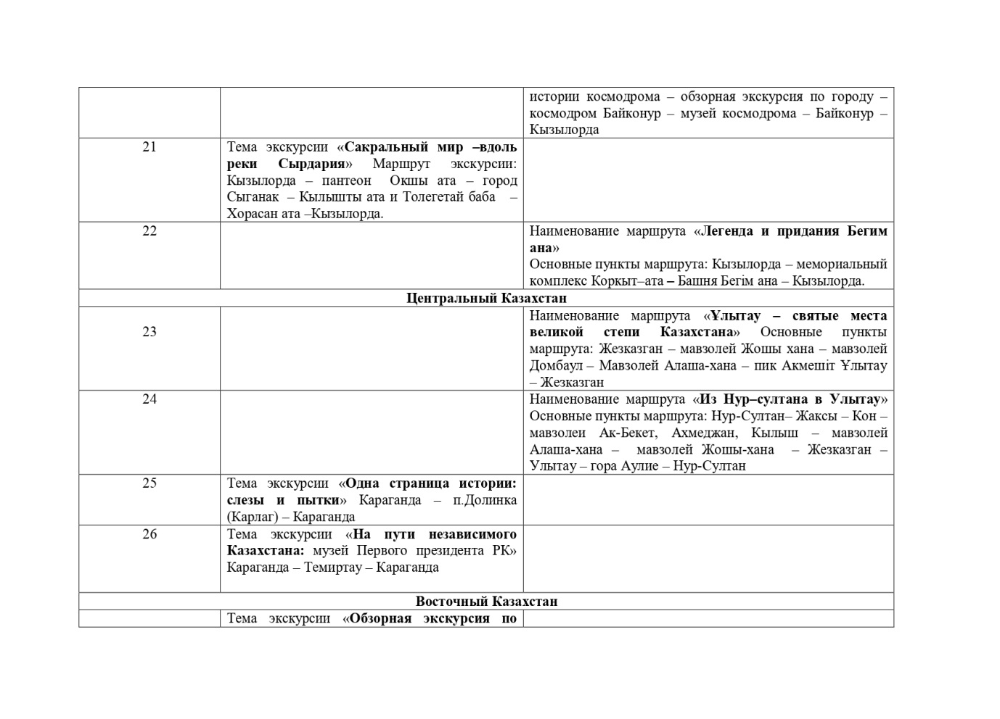 истории космодрома – обзорная экскурсия по городу –
космодром Байконур – музей космодрома – Байконур –
Кызылорда
21
Тема экскурсии «Сакральный мир –вдоль
реки Сырдария» Маршрут экскурсии:
Кызылорда – пантеон Окшы ата – город
Сыганак – Кылышты ата и Толегетай баба –
Хорасан ата –Кызылорда.
22
Наименование маршрута «Легенда и придания Бегим
ана»
Основные пункты маршрута: Кызылорда – мемориальный
комплекс Коркыт–ата – Башня Бегім ана – Кызылорда.
Центральный Казахстан
23
Наименование маршрута «Ұлытау – святые места
великой степи Казахстана» Основные пункты
маршрута: Жезказган – мавзолей Жошы хана – мавзолей
Домбаул – Мавзолей Алаша-хана – пик Акмешіт Ұлытау
– Жезказган
24
Наименование маршрута «Из Нур–султана в Улытау»
Основные пункты маршрута: Нур-Султан– Жаксы – Кон –
мавзолеи Ак-Бекет, Ахмеджан, Кылыш – мавзолей
Алаша-хана – мавзолей Жошы-хана – Жезказган –
Улытау – гора Аулие – Нур-Султан
25
Тема экскурсии «Одна страница истории:
слезы и пытки» Караганда – п.Долинка
(Карлаг) – Караганда
26
Тема экскурсии «На пути независимого
Казахстана: музей Первого президента РК»
Караганда – Темиртау – Караганда
Восточный Казахстан
Тема экскурсии «Обзорная экскурсия по